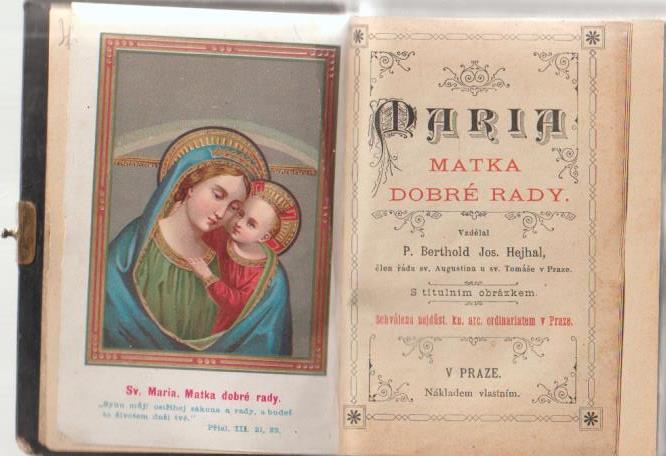 Sv. Maria, Matka dobré rady.
„Synu můj! ostříhej zákona a rady, a budeť
to životem duši tvé.“
Přísl. III. 21, 22.
MARIA
MATKA
DOBRÉ RADY.
Vzdělal
P. Berthold Jos. Hejhal,
člen řádu sv. Augustina u sv. Tomáše v Praze.
S titulním obrázkem.
Schválena nejdůst. kn. arc. ordinariatem v Praze.
V PRAZE.
Nákladem vlastním.